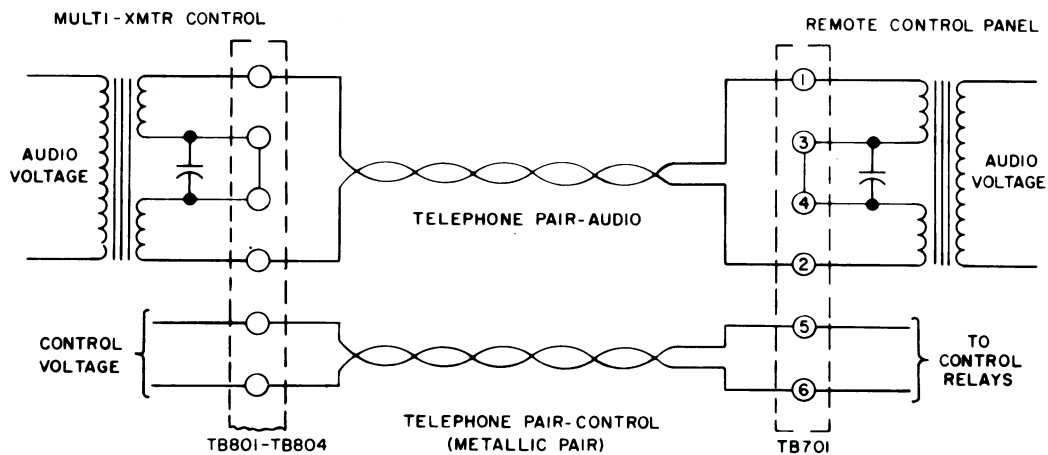 MULTI-XMTR CONTROL
REMOTE CONTROL PANEL
AUDIO
VOLTAGE
1
3
4
2
AUDIO
VOLTAGE
TELEPHONE PAIR-AUDIO
CONTROL
VOLTAGE
5
6
TO
CONTROL
RELAYS
TELEPHONE PAIR-CONTROL
(METALLIC PAIR)
TB801-TB804
TB701